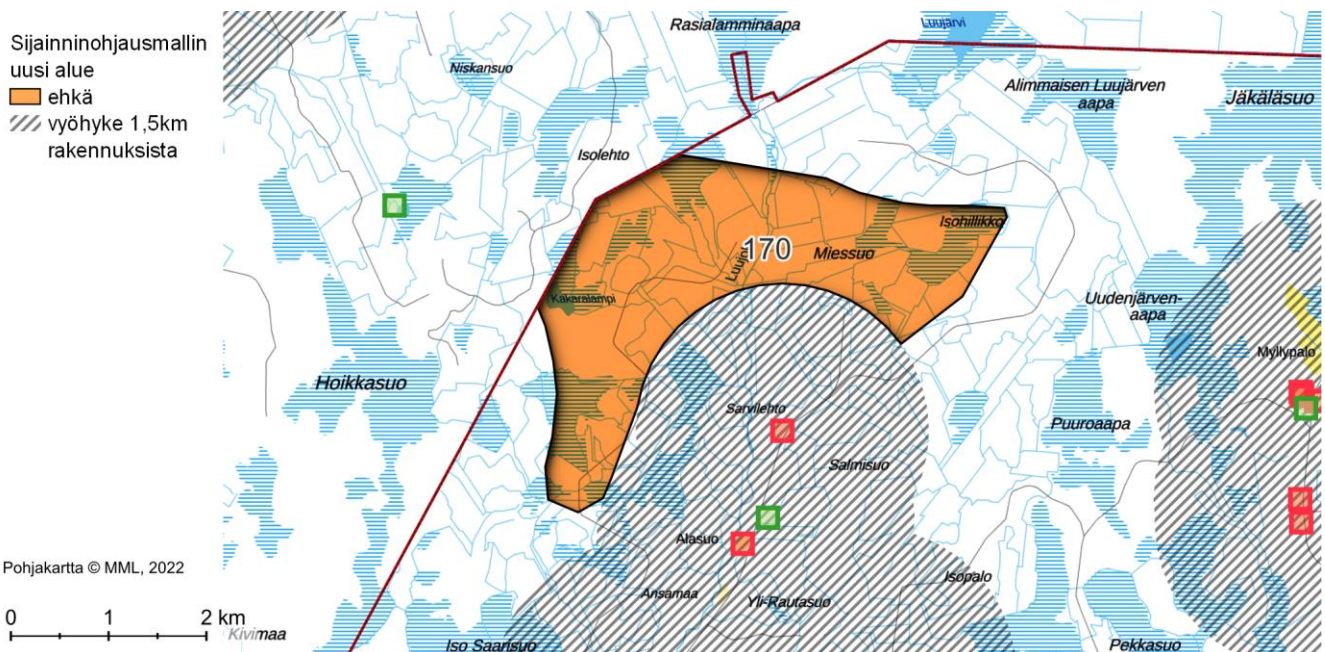 Sijainninohjausmallin
uusi alue
ehkä
vyöhyke 1,5km
rakennuksista
Rasialamminaapa
Luujärvi
Niskansuo
Alimmaisen Luujärven
aapa
Jäkäläsuo
Isolehto
Isohillikko
170
Miessuo
Kakaralampi
Uudenjärven-
aapa
Myllypalo
Hoikkasuo
Sarvilehto
Puuroaapa
Salmisuo
Alasuo
Pohjakartta © MML, 2022
Isopalo
Ansamaa
Yli-Rautasuo
0 1 2 km
Kivimaa
Iso Saarisuo
Pekkasuo